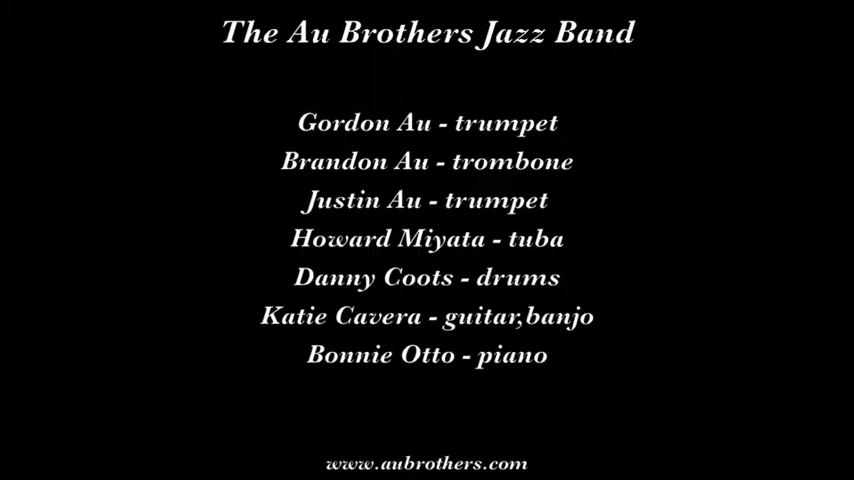 The Au Brothers Jazz Band
Gordon Au - trumpet
Brandon Au - trombone
Justin Au - trumpet
Howard Miyata - tuba
Danny Coots - drums
Katie Cavera - guitar,banjo
Bonnie Otto - piano
www.aubrothers.com